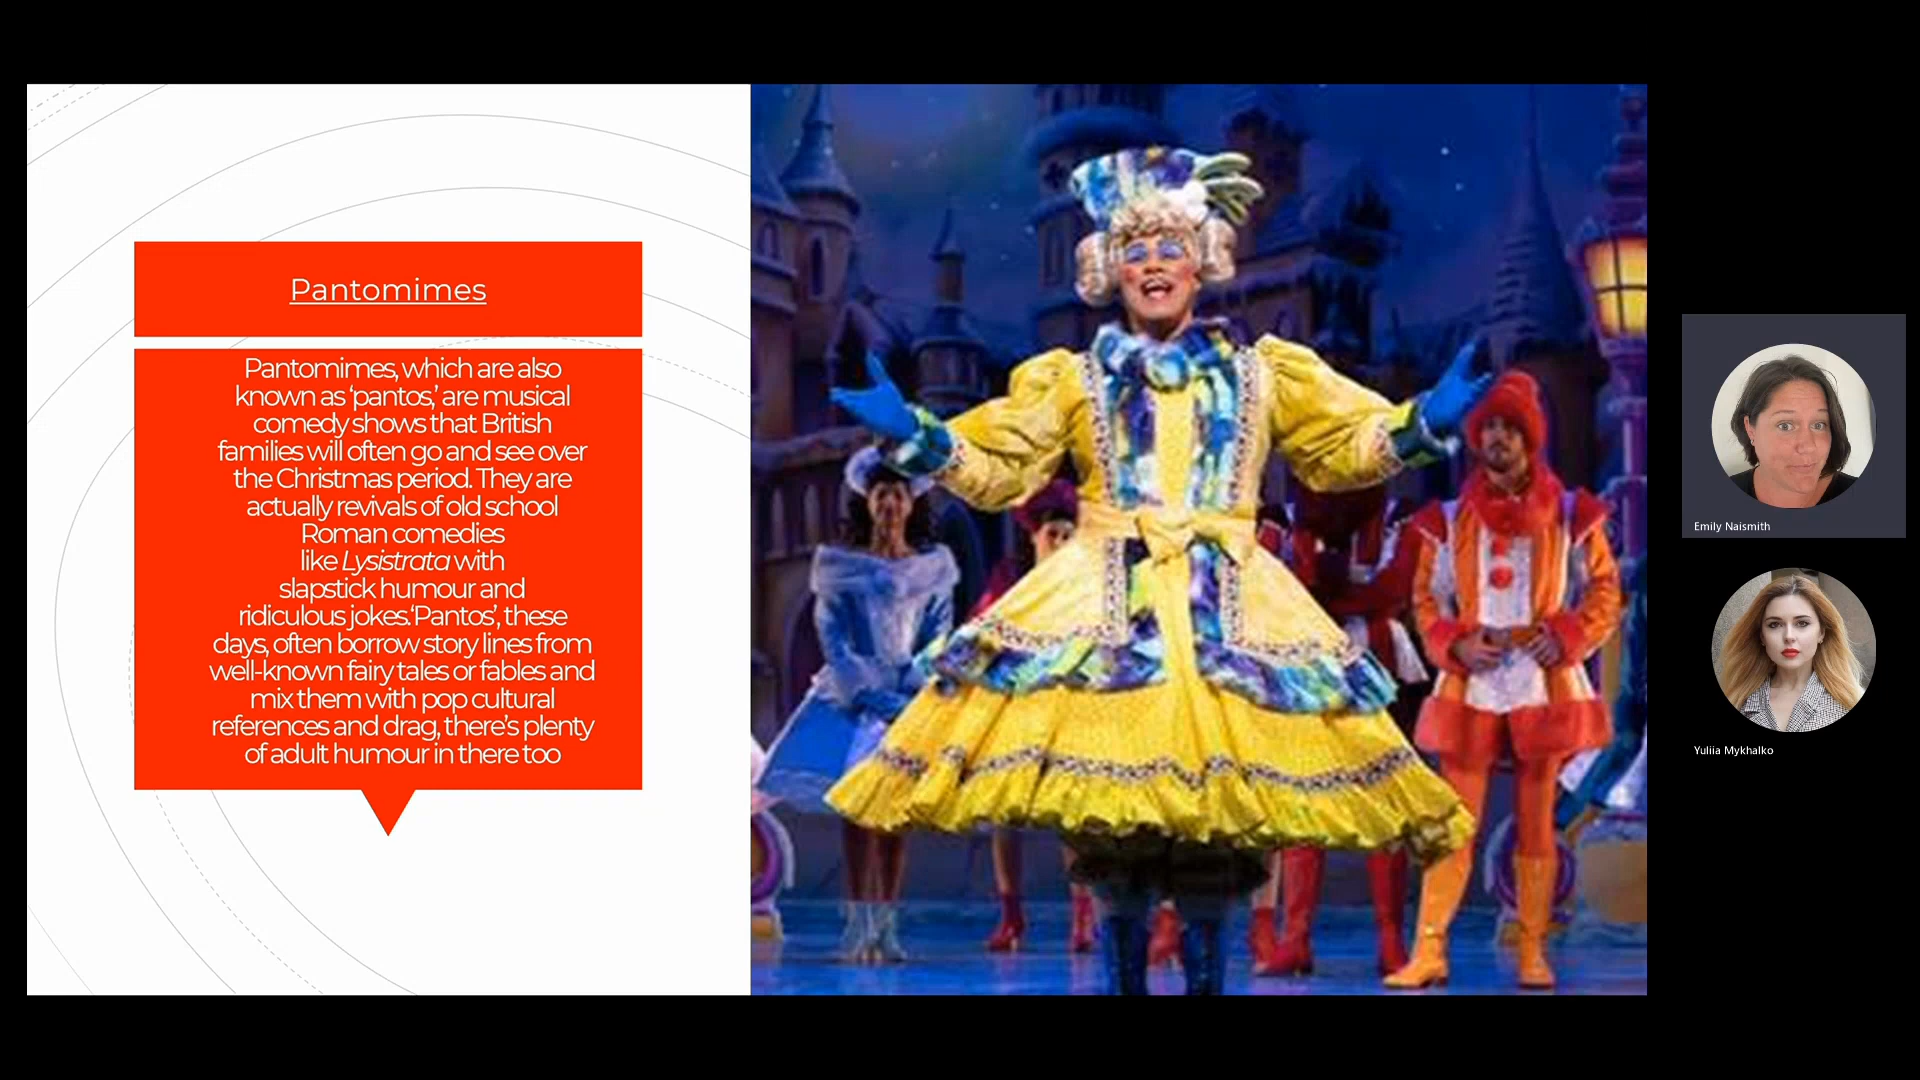 Pantomimes
Pantomimes, which are also
known as ‘pantos,’ are musical
comedy shows that British
families will often go and see over
the Christmas period. They are
actually revivals of old school
Roman comedies
like Lysistrata with
slapstick humour and
ridiculous jokes.‘Pantos’, these
days, often borrow story lines from
well-known fairy tales or fables and
mix them with pop cultural
references and drag, there’s plenty
of adult humour in there too
Emily Naismith
Yuliia Mykhalko